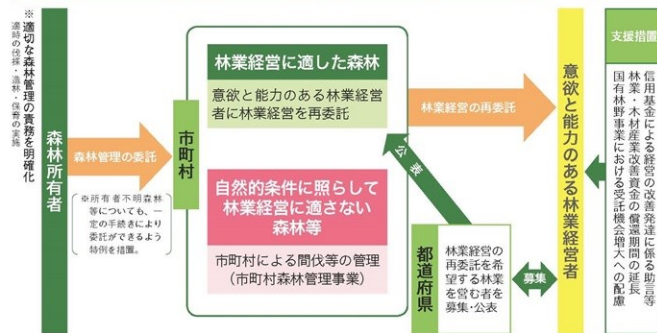 ※適切な森林管理の責務を明確化
適時の伐採・造林・保育の実施
森林所有者
森林管理の委託
※所有者不明森林
等についても、一
定の手続きにより
委託ができるよう
特例を措置。
市町村
林業経営に適した森林
意欲と能力のある林業経営
者に林業経営を再委託
自然的条件に照らして
林業経営に適さない
森林等
市町村による間伐等の管理
(市町村森林管理事業)
林業経営の再委託
公表
都道府県
林業経営の
再委託を希
望する林業
を営む者を
募集・公表
募集
意欲と能力のある林業経営者
支援措置
信用基金による経営の改善発達に係る助言等
林業・木材産業改善資金の償還期間の延長
国有林野事業における受託機会増大への配慮